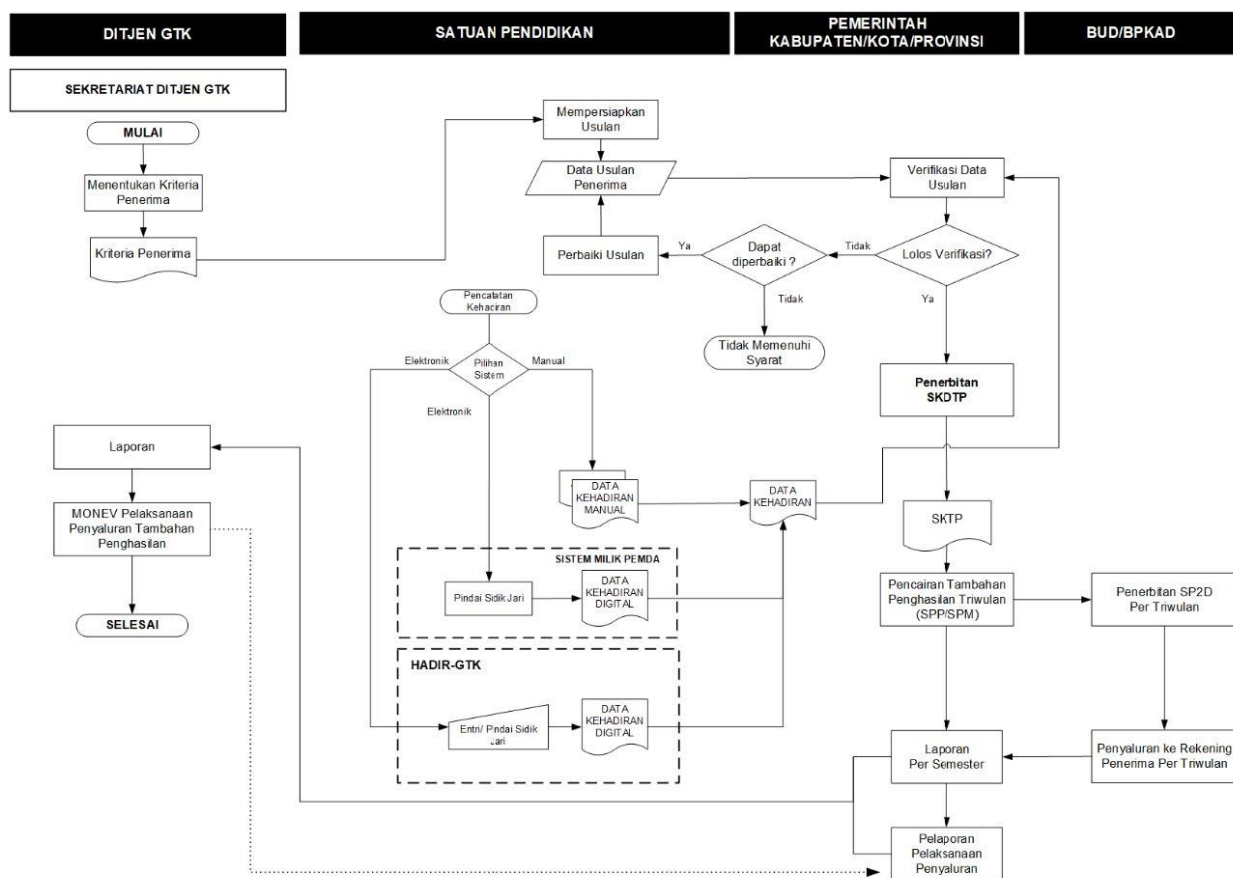 DITJEN GTK
SATUAN PENDIDIKAN
PEMERINTAH
KABUPATEN/KOTA/PROVINSI
BUD/BPKAD
SEKRETARIAT DITJEN GTK
MULAI
Menentukan Kriteria
Penerima
Kriteria Penerima
Mempersiapkan
Usulan
Data Usulan
Penerima
Verifikasi Data
Usulan
Perbaiki Usulan
Ya
Dapat
diperbaiki ?
Tidak
Lolos Verifikasi?
Tidak
Ya
Tidak Memenuhi
Syarat
Pencatatan
Kehaciran
Elektronik
Pilihan
Sistem
Manual
Elektronik
Penerbitan
SKDTP
Laporan
MONEV Pelaksanaan
Penyaluran Tambahan
Penghasilan
SELESAI
DATA
KEHADIRAN
MANUAL
DATA
KEHADIRAN
SKTP
SISTEM MILIK PEMDA
Pindai Sidik Jari
DATA
KEHADIRAN
DIGITAL
Pencairan Tambahan
Penghasilan Triwulan
(SPP/SPM)
Penerbitan SP2D
Per Triwulan
HADIR-GTK
Entri/ Pindai Sidik
Jari
DATA
KEHADIRAN
DIGITAL
Laporan
Per Semester
Penyaluran ke Rekening
Penerima Per Triwulan
Pelaporan
Pelaksanaan
Penyaluran